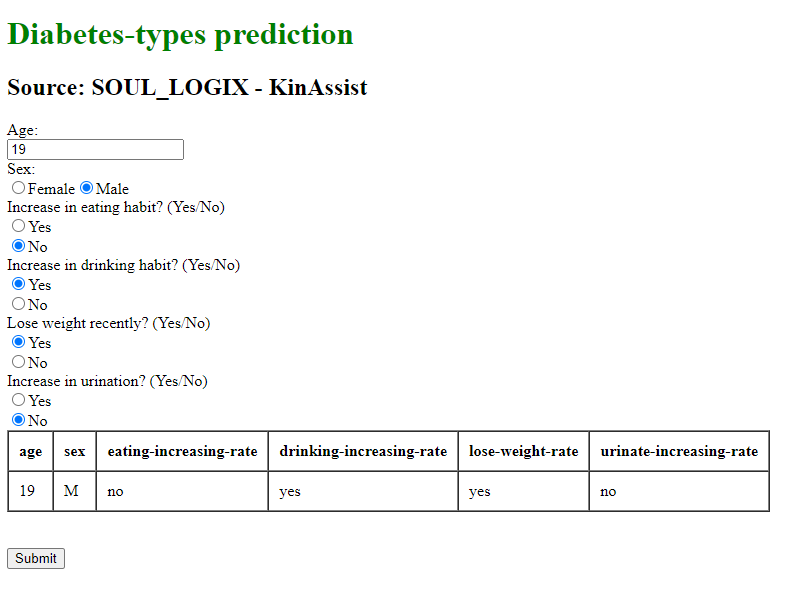 Diabetes-types prediction
Source: SOUL_LOGIX - KinAssist
Age:
19
Sex:
Female Male
Increase in eating habit? (Yes/No)
Yes
No
Increase in drinking habit? (Yes/No)
Yes
No
Lose weight recently? (Yes/No)
Yes
No
Increase in urination? (Yes/No)
Yes
No
age sex eating-increasing-rate drinking-increasing-rate lose-weight-rate urinate-increasing-rate
19 M no yes yes no
Submit